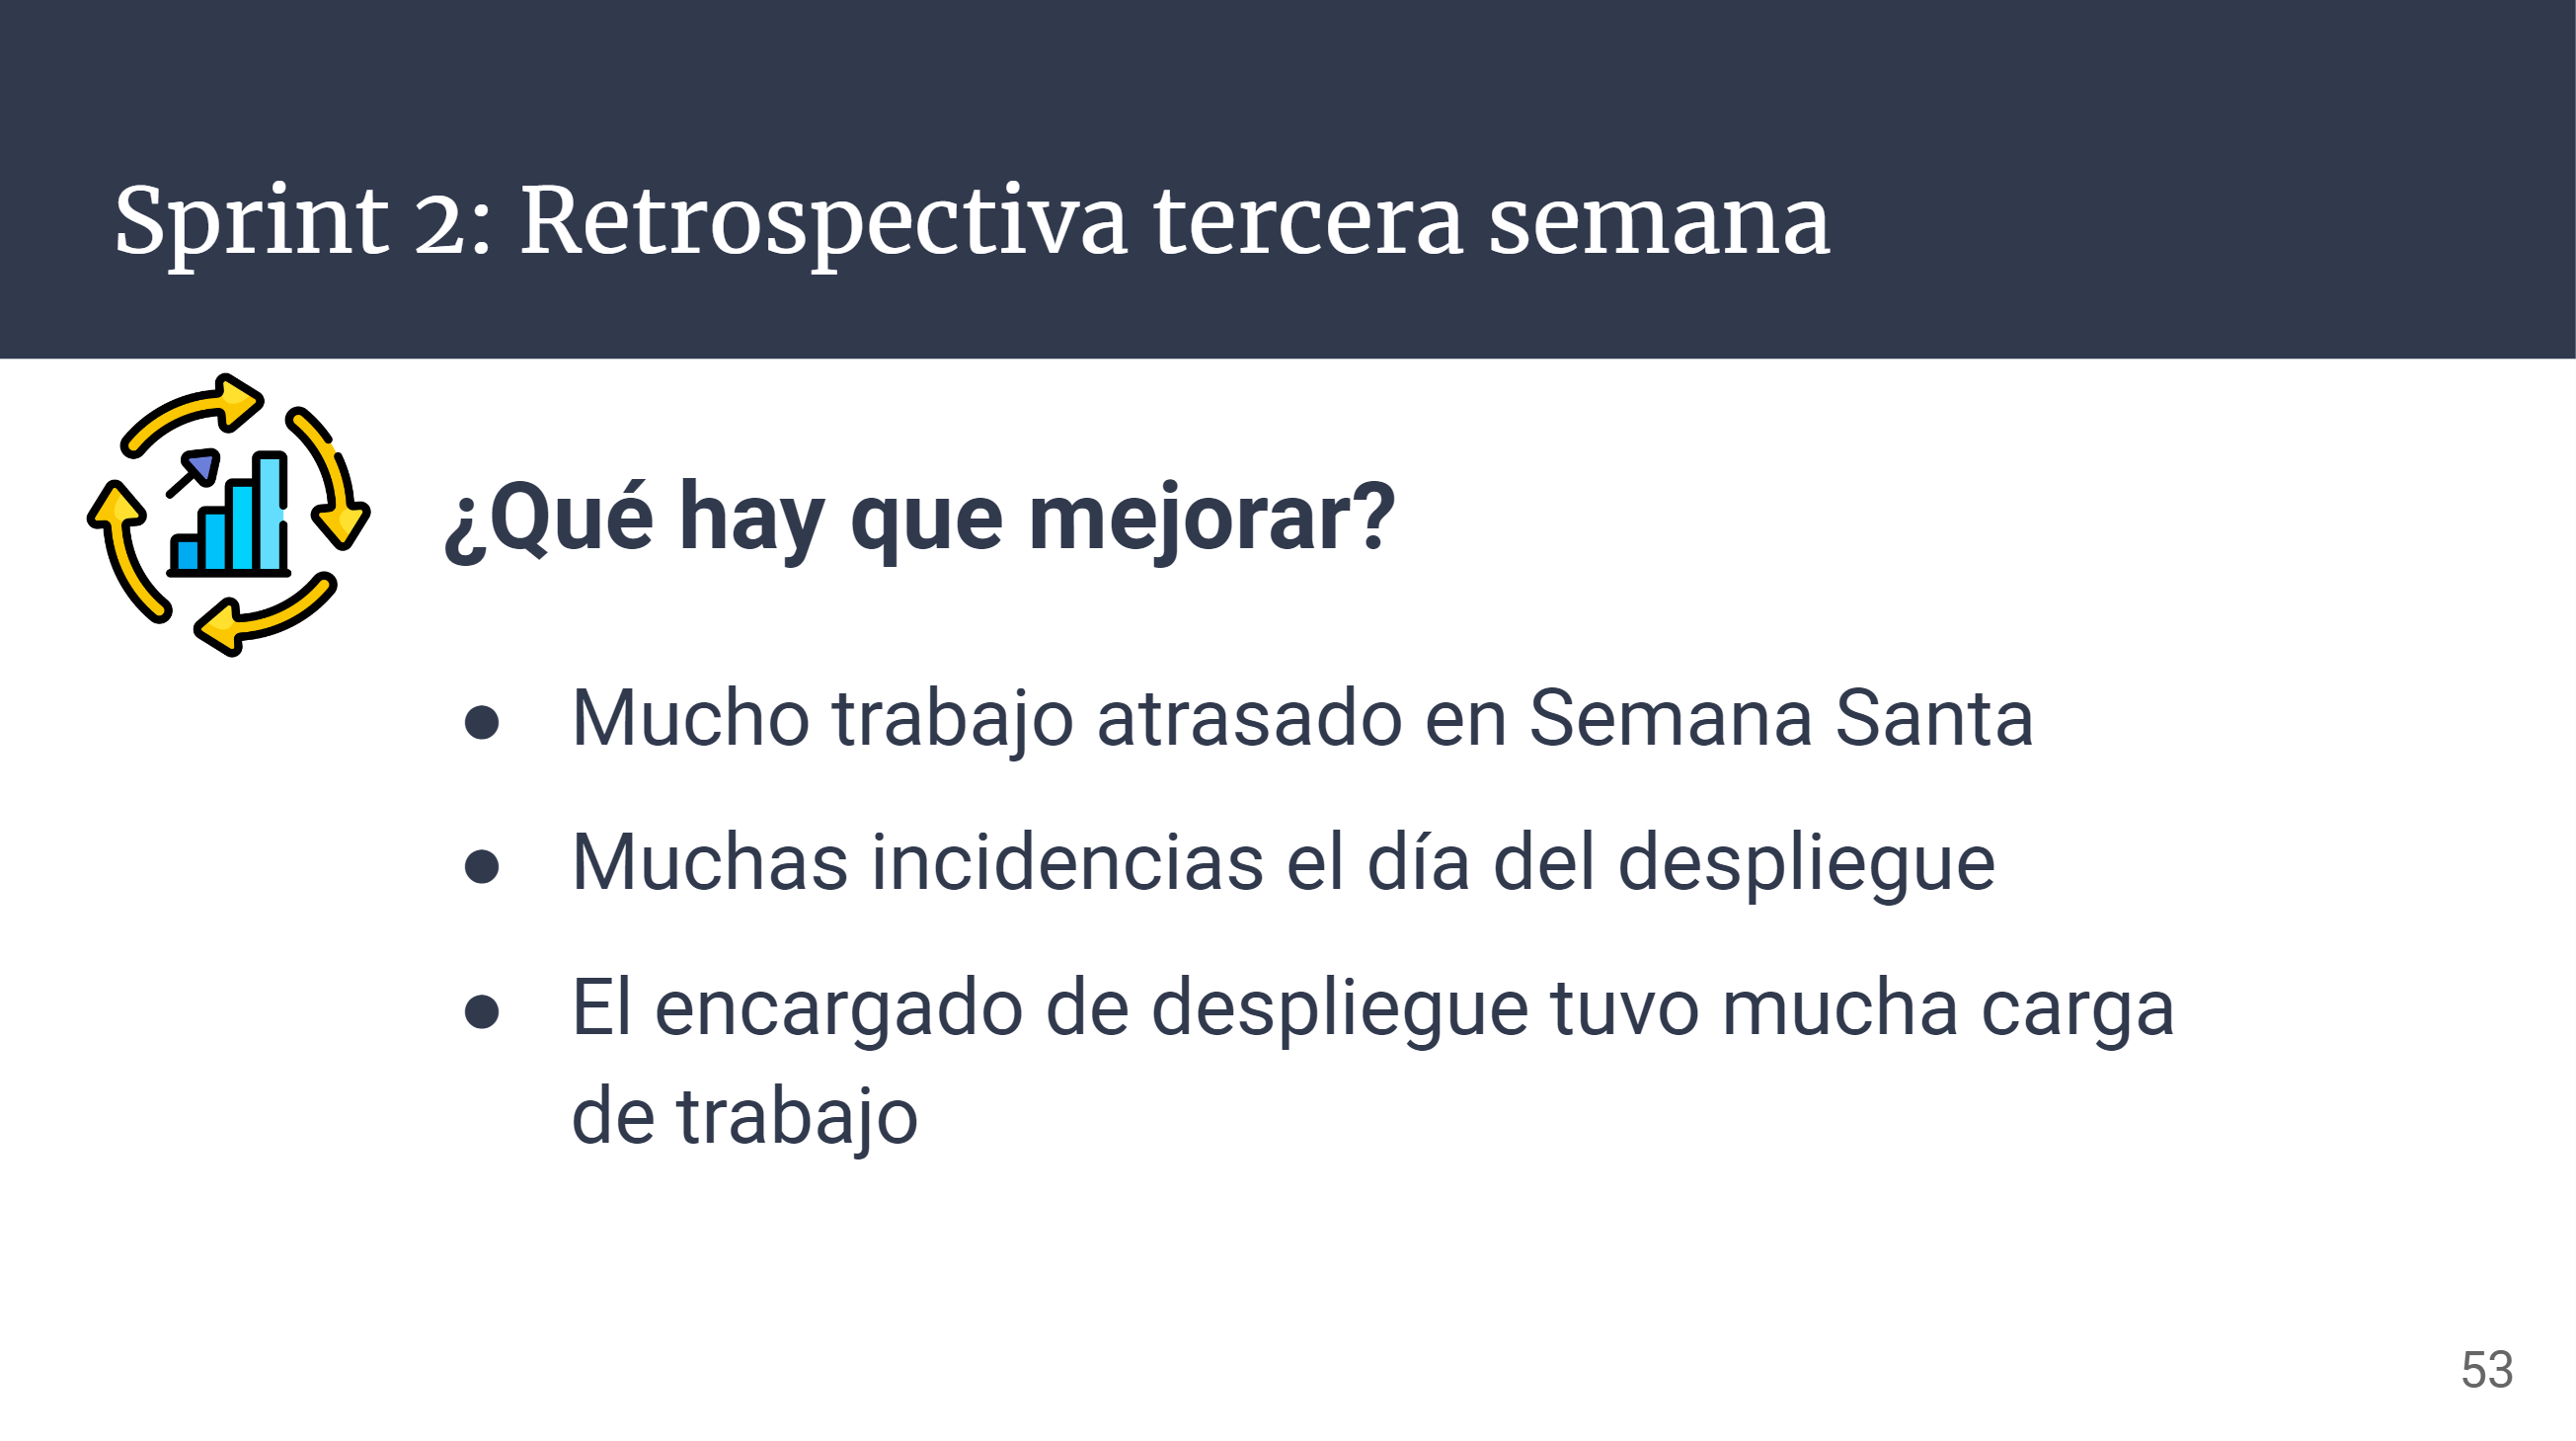 Sprint 2: Retrospectiva tercera semana
¿Qué hay que mejorar?
● Mucho trabajo atrasado en Semana Santa
● Muchas incidencias el día del despliegue
● El encargado de despliegue tuvo mucha carga
de trabajo
53